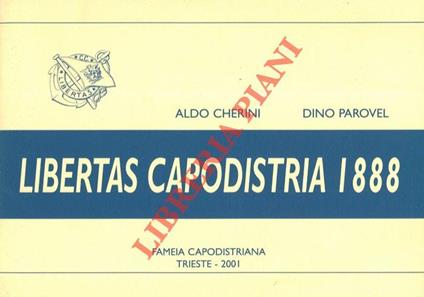 C.C.
LIBERTAS
ALDO CHERINI DINO PAROVEL
LIBERTAS CAPODISTRIA 1888
LIBRERIA PIANI
FAMEIA CAPODISTRIANA
TRIESTE - 2001